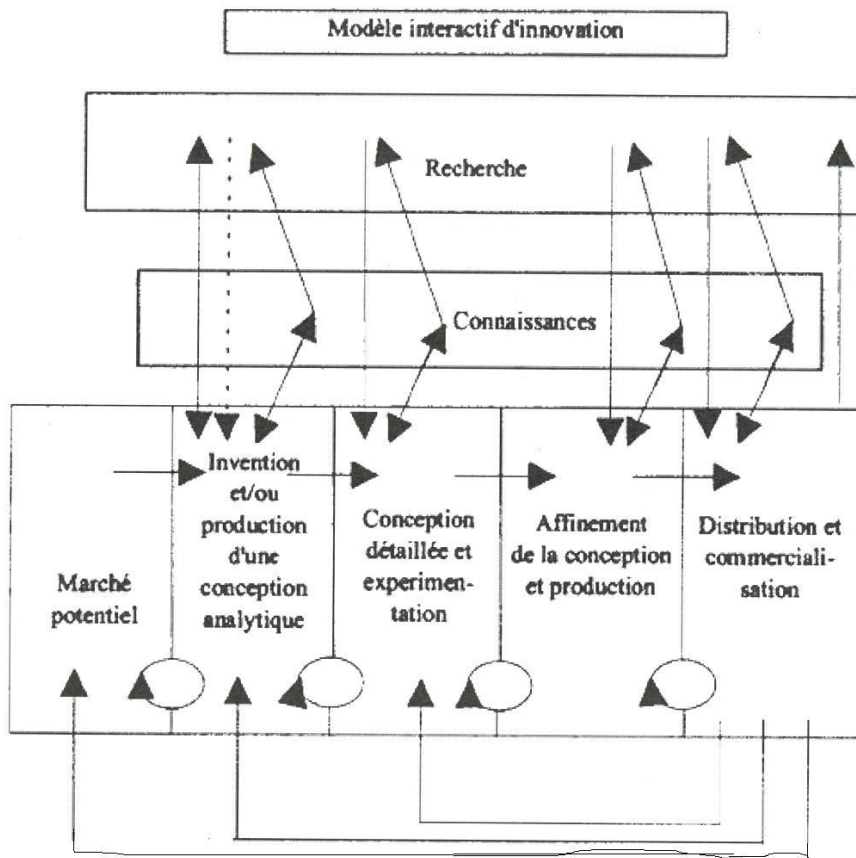 Modèle interactif d'innovation
Recherche
Connaissances
Marché
potentiel
Invention
et/ou
production
d'une
conception
analytique
Conception
détaillée et
experimen-
tation
Affinement
de la conception
et production
Distribution et
commerciali-
sation